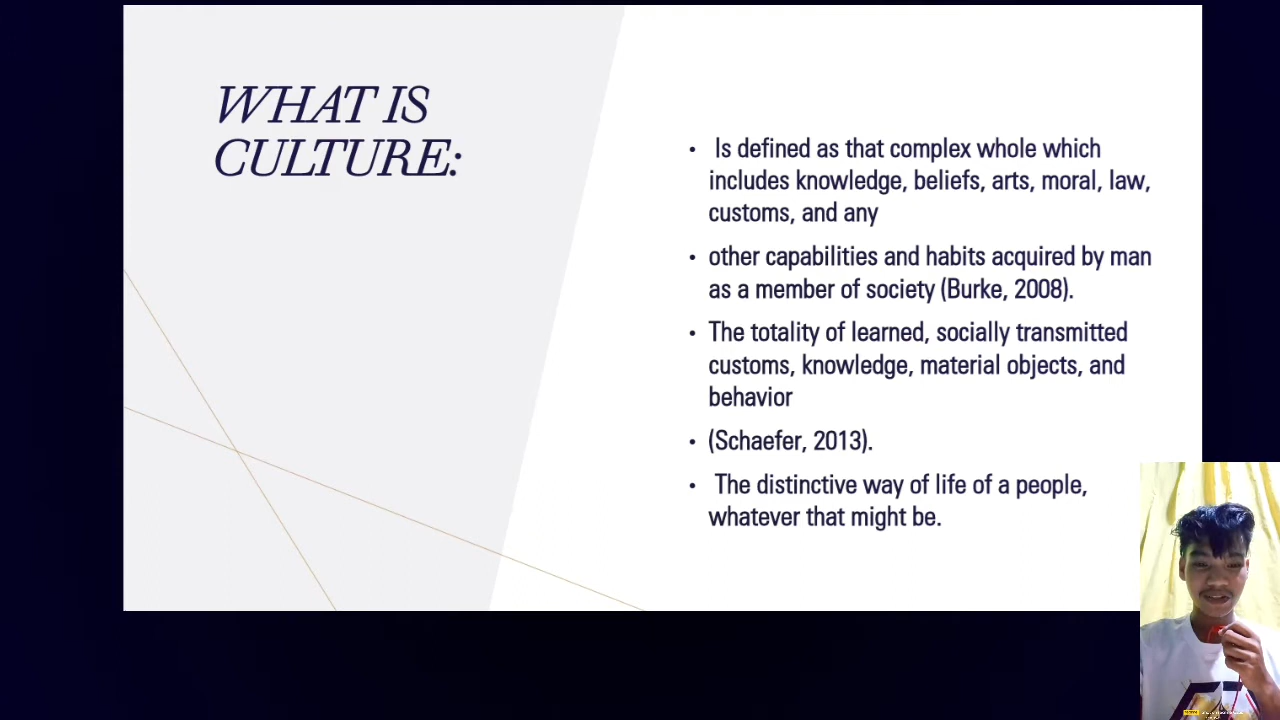 WHAT IS
CULTURE:
• Is defined as that complex whole which
includes knowledge, beliefs, arts, moral, law,
customs, and any
• other capabilities and habits acquired by man
as a member of society (Burke, 2008).
• The totality of learned, socially transmitted
customs, knowledge, material objects, and
behavior
• (Schaefer, 2013).
• The distinctive way of life of a people,
whatever that might be.